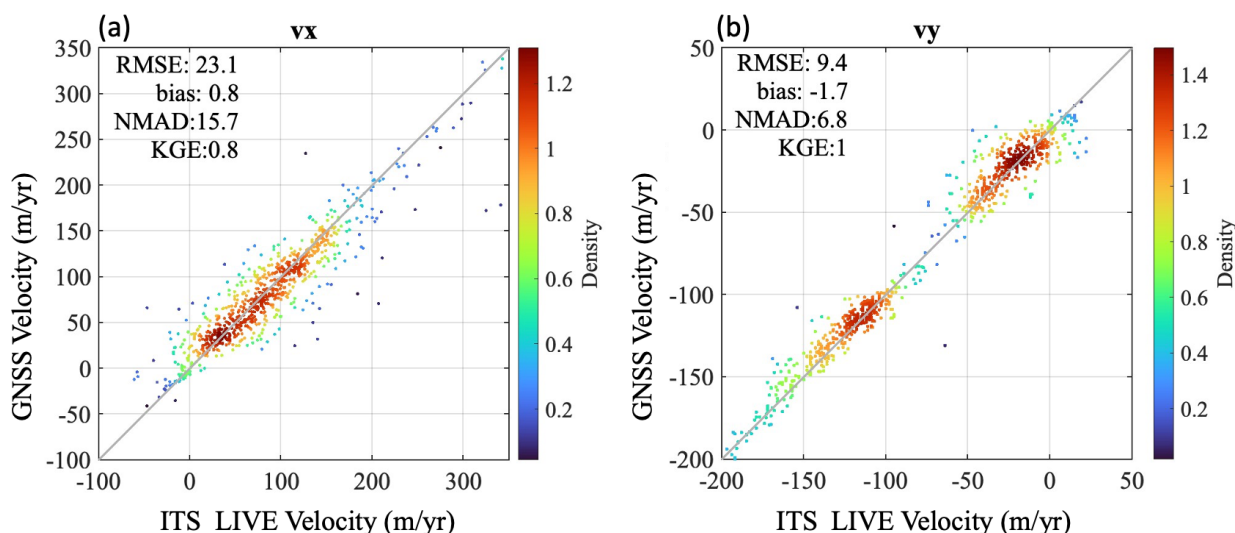 (a)
vx
RMSE: 23.1
bias: 0.8
NMAD:15.7
KGE:0.8
350
300
250
200
150
100
50
0
-50
-100
GNSS Velocity (m/yr)
-100 0 100 200 300
ITS_LIVE Velocity (m/yr)
1.2
1
0.8
0.6
0.4
0.2
Density
(b)
vy
RMSE: 9.4
bias: -1.7
NMAD:6.8
KGE:1
50
0
-50
-100
-150
-200
GNSS Velocity (m/yr)
-200 -150 -100 -50 0 50
ITS_LIVE Velocity (m/yr)
1.4
1.2
1
0.8
0.6
0.4
0.2
Density